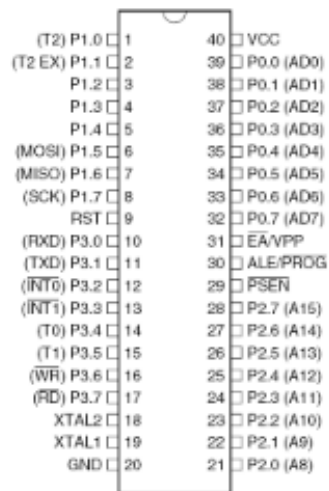 (T2) P1.0 1 40 VCC
(T2 EX) P1.1 2 39 P0.0 (AD0)
P1.2 3 38 P0.1 (AD1)
P1.3 4 37 P0.2 (AD2)
P1.4 5 36 P0.3 (AD3)
(MOSI) P1.5 6 35 P0.4 (AD4)
(MISO) P1.6 7 34 P0.5 (AD5)
(SCK) P1.7 8 33 P0.6 (AD6)
RST 9 32 P0.7 (AD7)
(RXD) P3.0 10 31 E̅A̅/VPP
(TXD) P3.1 11 30 ALE/P̅R̅O̅G̅
(I̅N̅T̅0̅) P3.2 12 29 P̅S̅E̅N̅
(I̅N̅T̅1̅) P3.3 13 28 P2.7 (A15)
(T0) P3.4 14 27 P2.6 (A14)
(T1) P3.5 15 26 P2.5 (A13)
(W̅R̅) P3.6 16 25 P2.4 (A12)
(R̅D̅) P3.7 17 24 P2.3 (A11)
XTAL2 18 23 P2.2 (A10)
XTAL1 19 22 P2.1 (A9)
GND 20 21 P2.0 (A8)